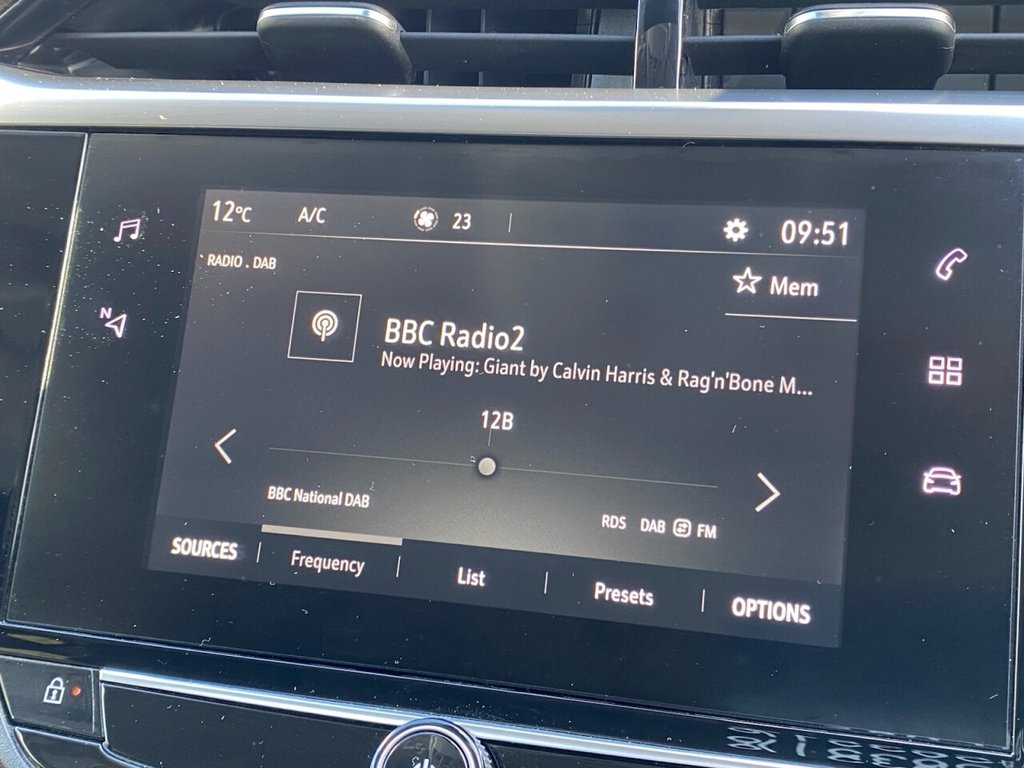 12°C A/C 23 09:51
RADIO . DAB
Mem
BBC Radio2
Now Playing: Giant by Calvin Harris & Rag'n'Bone M...
12B
BBC National DAB
RDS DAB FM
SOURCES Frequency List Presets OPTIONS
N